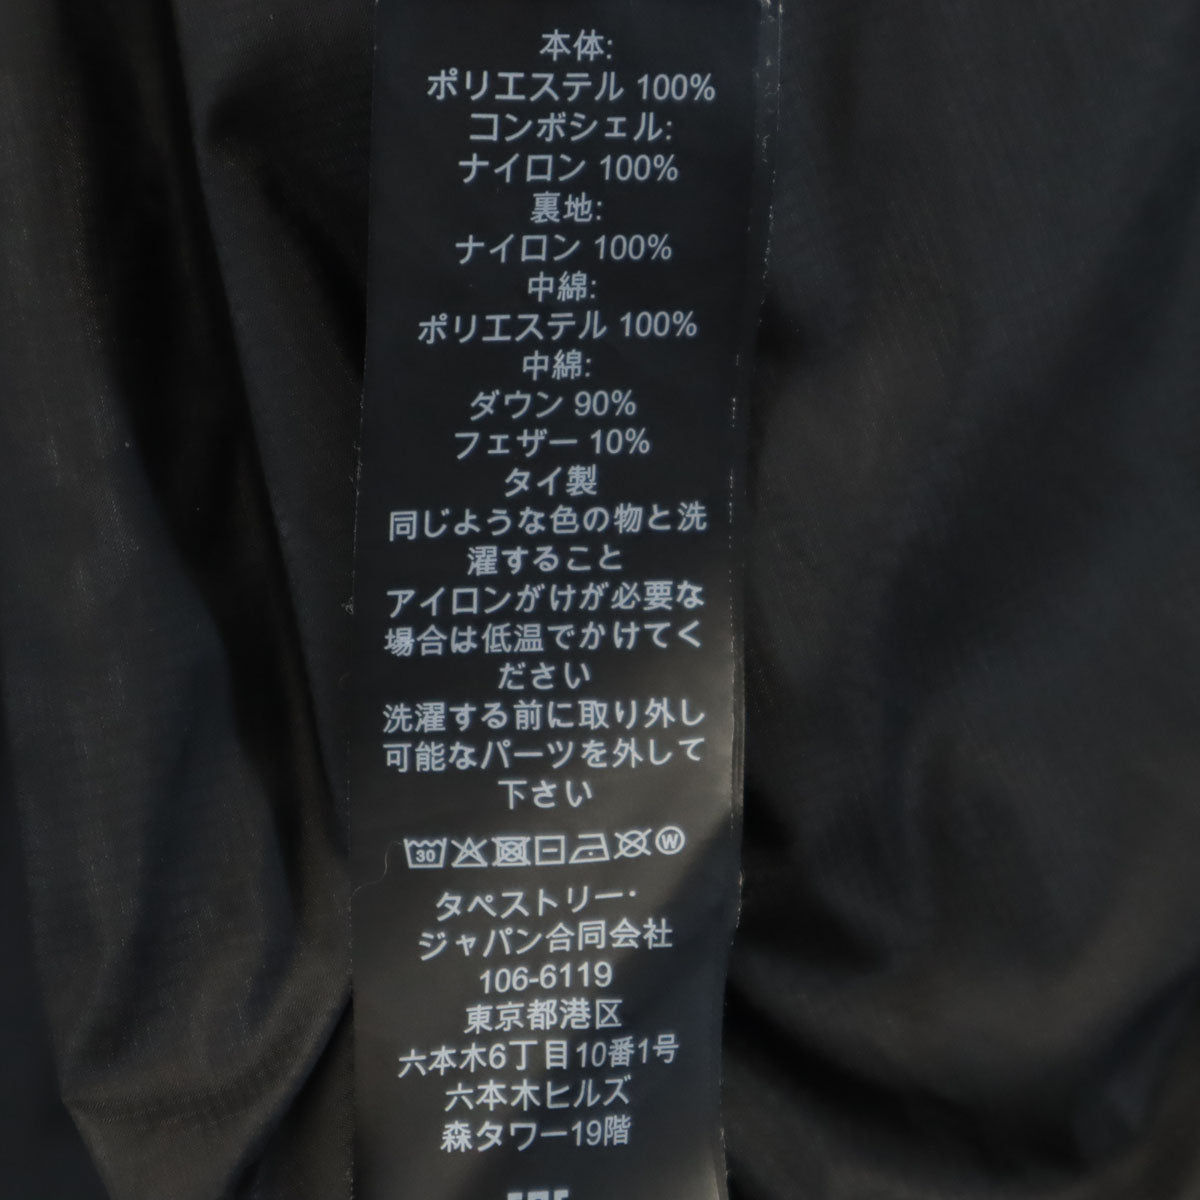 本体:
ポリエステル 100%
コンボシェル:
ナイロン 100%
裏地:
ナイロン 100%
中綿:
ポリエステル 100%
中綿:
ダウン 90%
フェザー 10%
タイ製
同じような色の物と洗
濯すること
アイロンがけが必要な
場合は低温でかけてく
ださい
洗濯する前に取り外し
可能なパーツを外して
下さい
30 W
タペストリー·
ジャパン合同会社
106-6119
東京都港区
六本木6丁目10番1号
六本木ヒルズ
森タワー19階